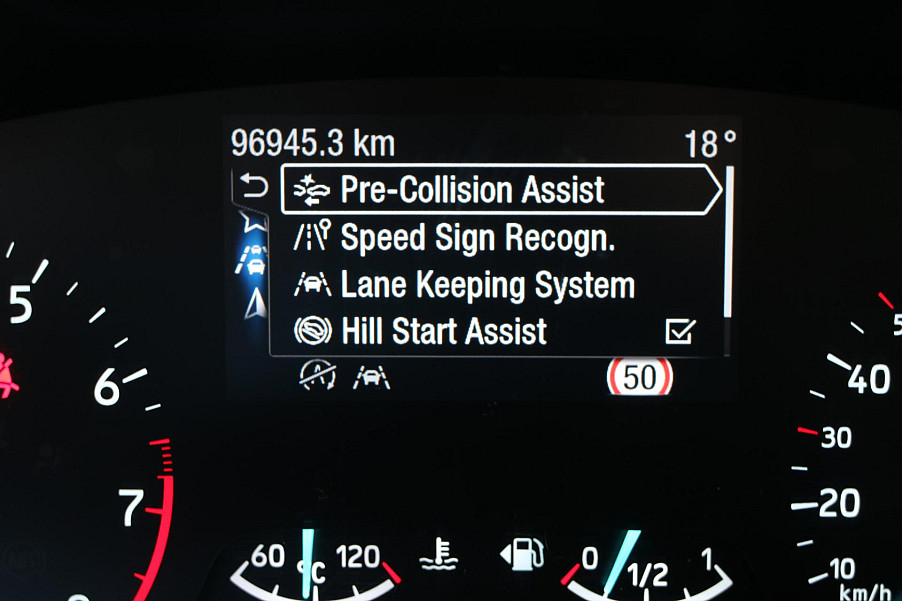 96945.3 km 18°
Pre-Collision Assist
Speed Sign Recogn.
Lane Keeping System
Hill Start Assist
50
5
6
7
60 °C 120
0 1/2 1
40
30
20
10
km/h